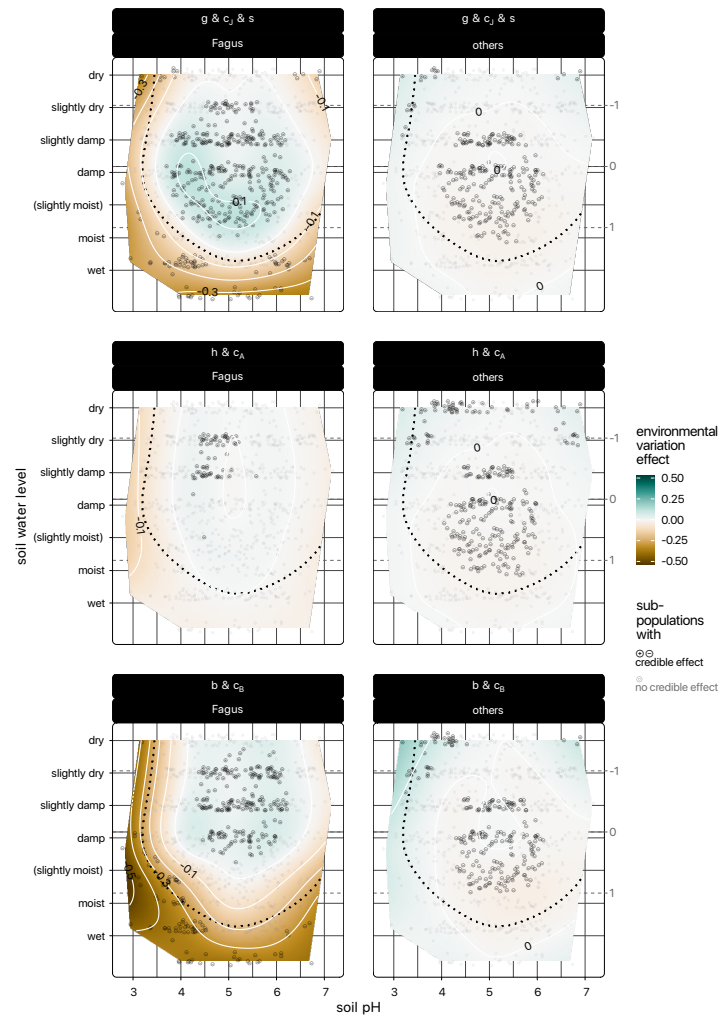 g & cJ & s
g & cJ & s
Fagus
others
dry
slightly dry
slightly damp
damp
(slightly moist)
moist
wet
-0.3
-0.1
0.1
-0.1
-0.3
0
0
0
-1
0
1
h & cA
h & cA
Fagus
others
dry
slightly dry
slightly damp
damp
(slightly moist)
moist
wet
-0.1
0
0
-1
0
1
soil water level
environmental
variation
effect
0.50
0.25
0.00
-0.25
-0.50
sub-
populations
with
credible effect
no credible effect
b & cB
b & cB
Fagus
others
dry
slightly dry
slightly damp
damp
(slightly moist)
moist
wet
-0.5
-0.3
-0.1
0
-1
0
1
3 4 5 6 7
3 4 5 6 7
soil pH